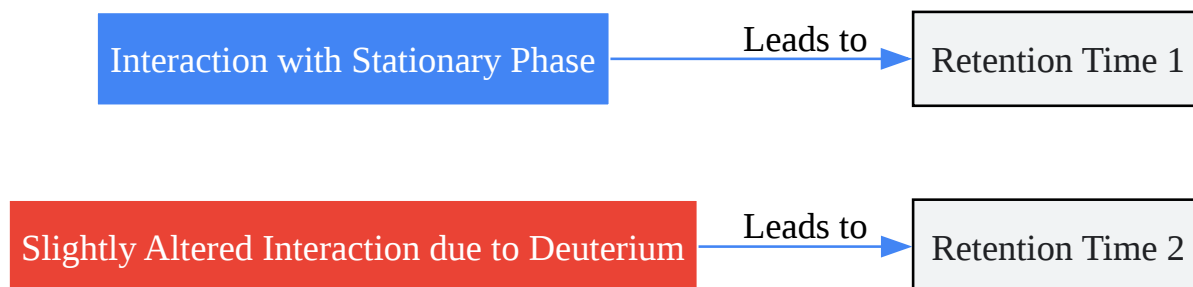 Interaction with Stationary Phase
Leads to
Retention Time 1
Slightly Altered Interaction due to Deuterium
Leads to
Retention Time 2